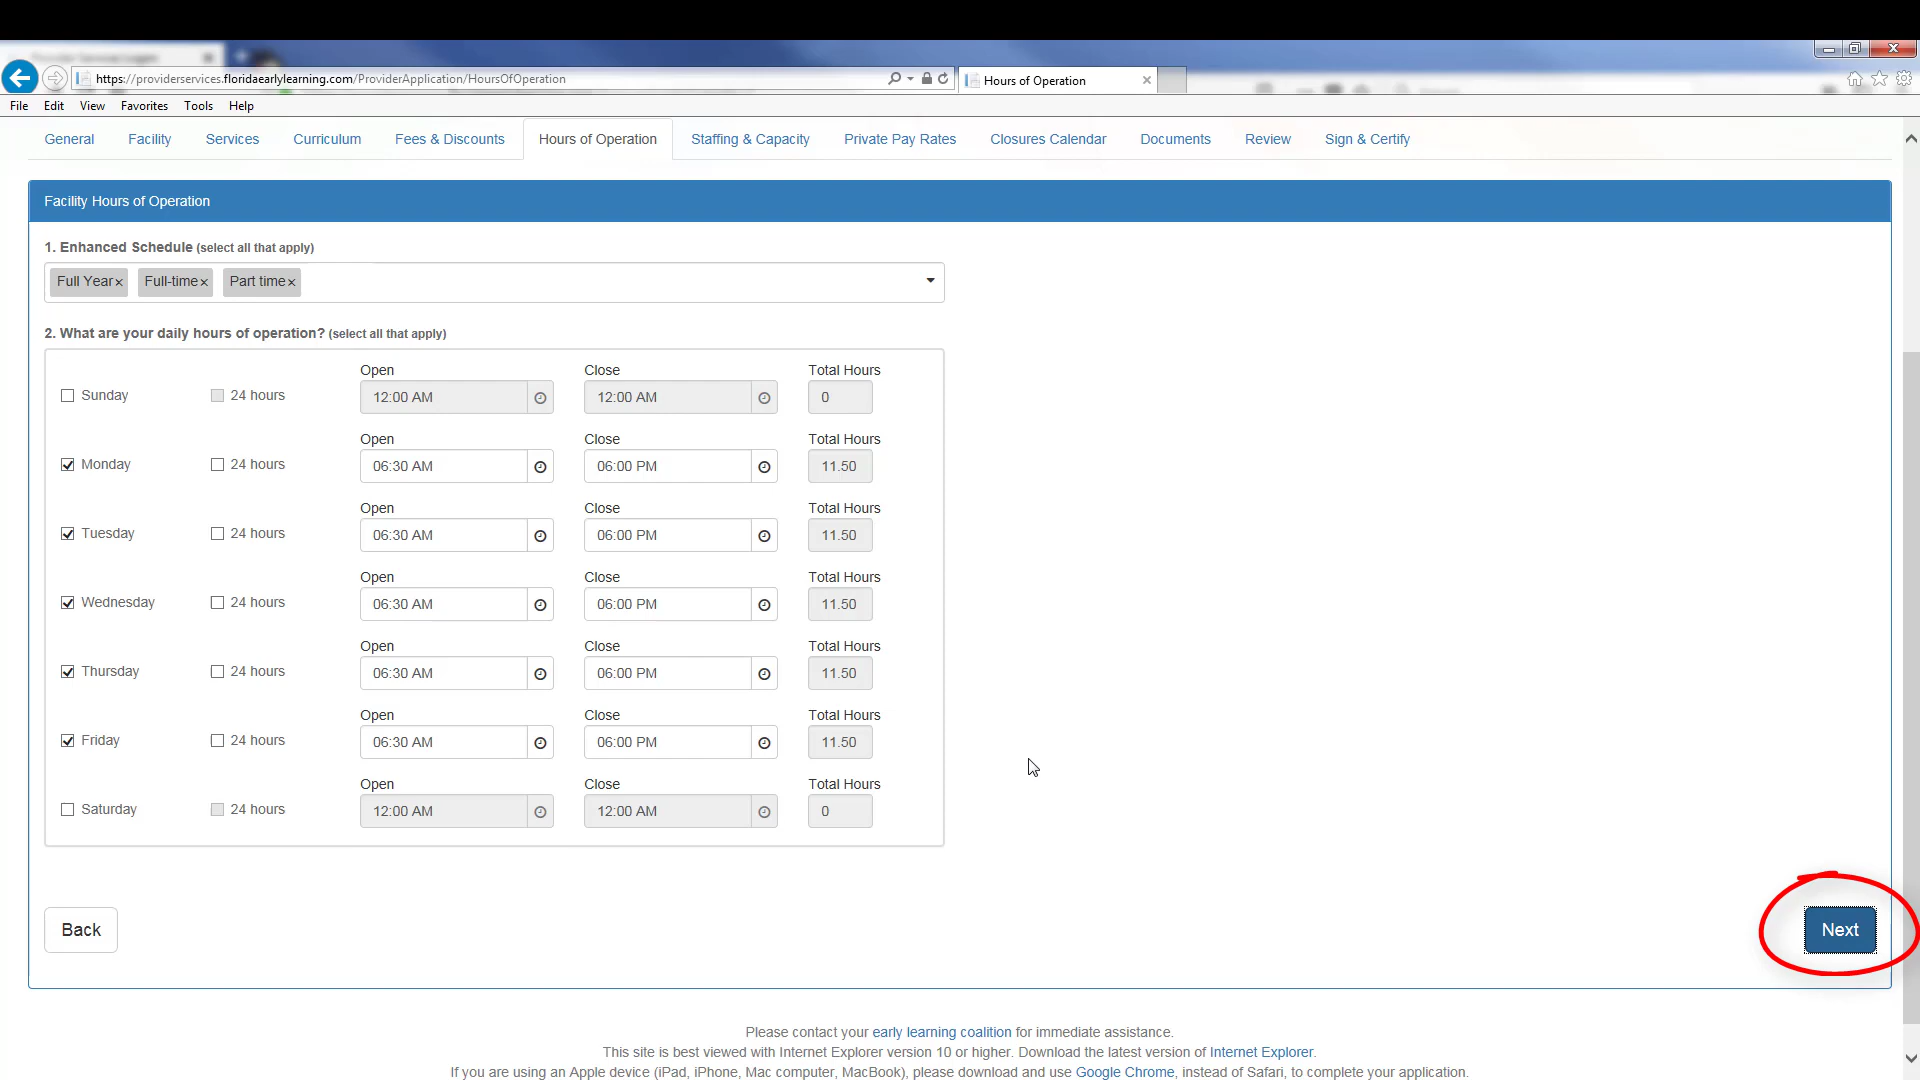 https://providerservices.floridaearlylearning.com/ProviderApplication/HoursOfOperation
Hours of Operation
File Edit View Favorites Tools Help
General Facility Services Curriculum Fees & Discounts Hours of Operation Staffing & Capacity Private Pay Rates Closures Calendar Documents Review Sign & Certify
Facility Hours of Operation
1. Enhanced Schedule (select all that apply)
Full Year× Full-time× Part time×
2. What are your daily hours of operation? (select all that apply)
Open Close Total Hours
Sunday 24 hours 12:00 AM 12:00 AM 0
Open Close Total Hours
Monday 24 hours 06:30 AM 06:00 PM 11.50
Open Close Total Hours
Tuesday 24 hours 06:30 AM 06:00 PM 11.50
Open Close Total Hours
Wednesday 24 hours 06:30 AM 06:00 PM 11.50
Open Close Total Hours
Thursday 24 hours 06:30 AM 06:00 PM 11.50
Open Close Total Hours
Friday 24 hours 06:30 AM 06:00 PM 11.50
Open Close Total Hours
Saturday 24 hours 12:00 AM 12:00 AM 0
Back Next
Please contact your early learning coalition for immediate assistance.
This site is best viewed with Internet Explorer version 10 or higher. Download the latest version of Internet Explorer.
If you are using an Apple device (iPad, iPhone, Mac computer, MacBook), please download and use Google Chrome, instead of Safari, to complete your application.